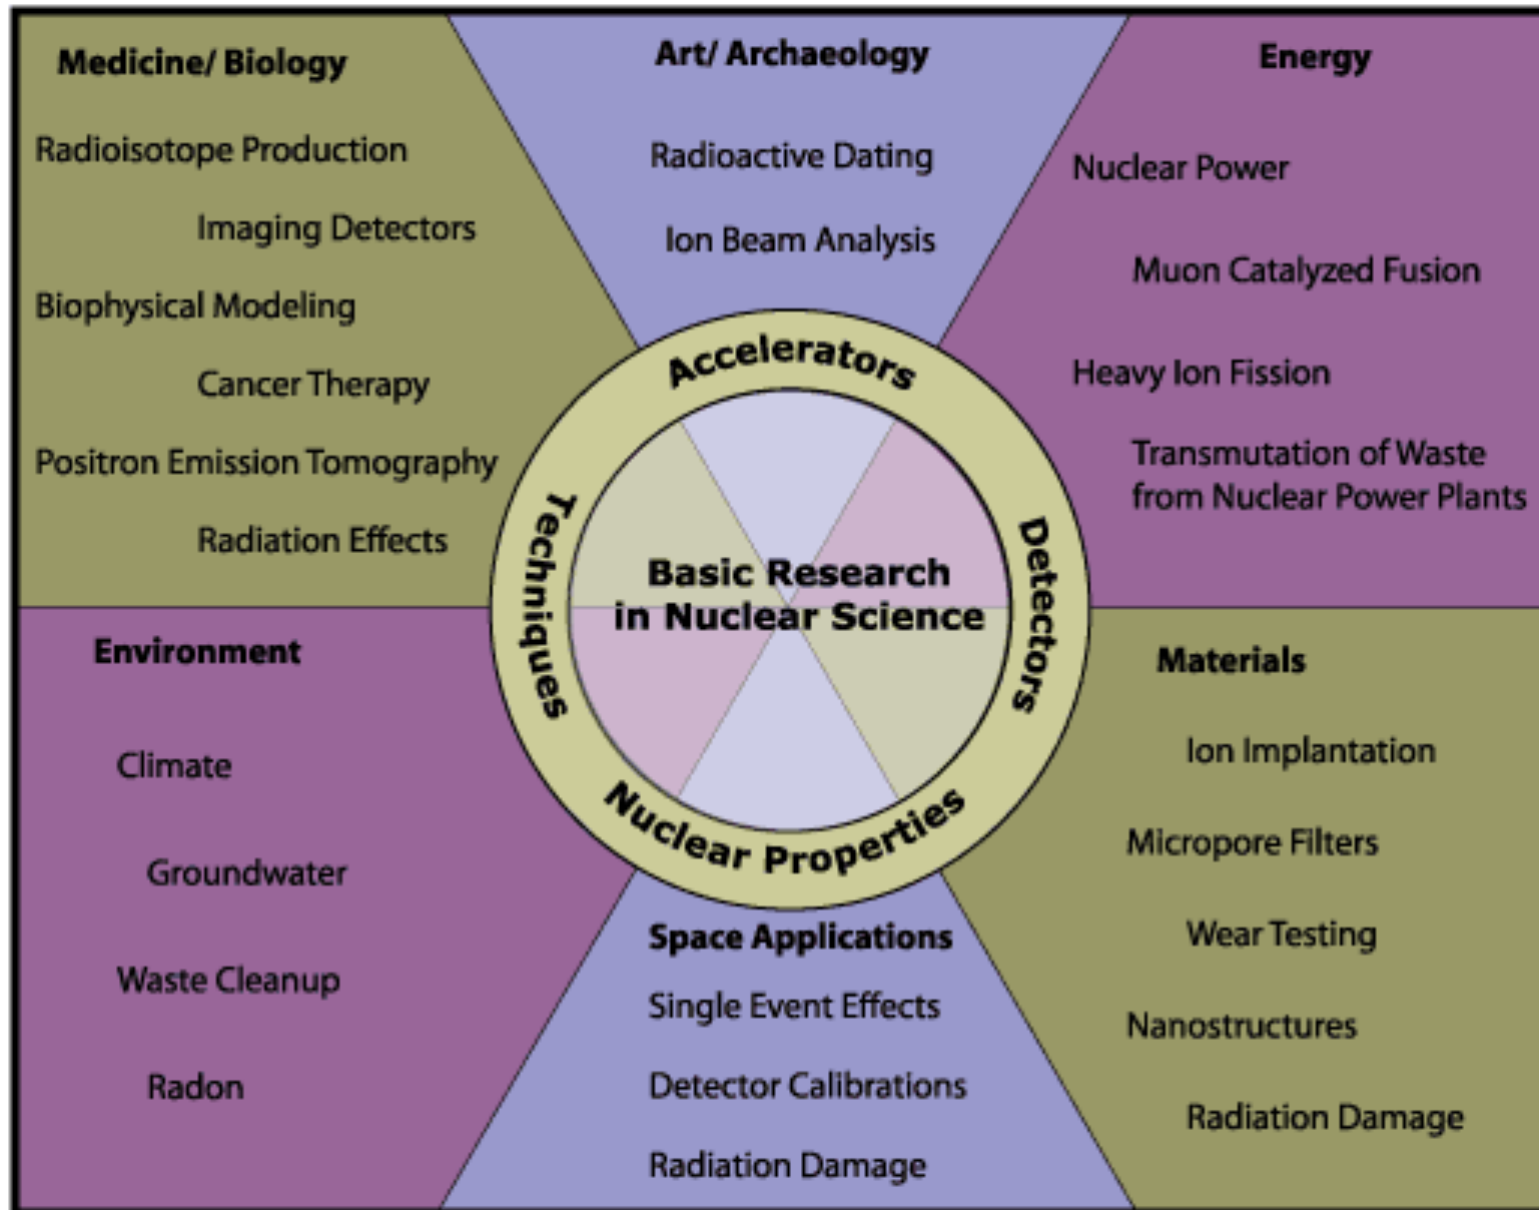 Medicine/ Biology
Radioisotope Production
Imaging Detectors
Biophysical Modeling
Cancer Therapy
Positron Emission Tomography
Radiation Effects
Art/ Archaeology
Radioactive Dating
Ion Beam Analysis
Energy
Nuclear Power
Muon Catalyzed Fusion
Heavy Ion Fission
Transmutation of Waste
from Nuclear Power Plants
Accelerators
Techniques
Detectors
Nuclear Properties
Basic Research
in Nuclear Science
Environment
Climate
Groundwater
Waste Cleanup
Radon
Space Applications
Single Event Effects
Detector Calibrations
Radiation Damage
Materials
Ion Implantation
Micropore Filters
Wear Testing
Nanostructures
Radiation Damage